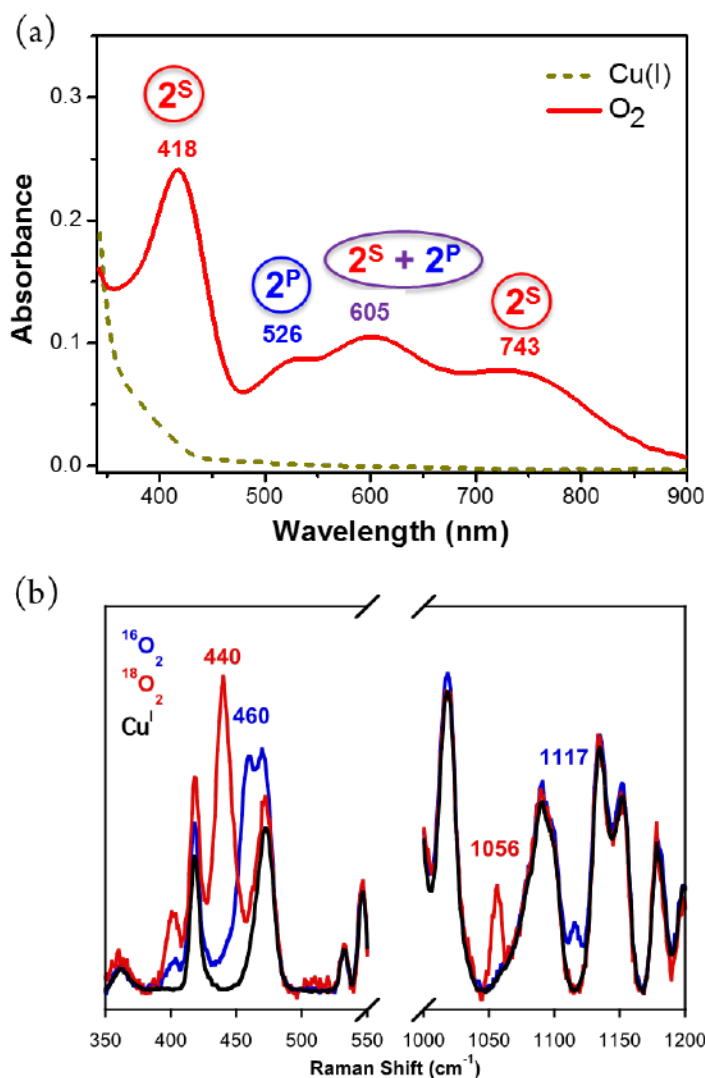 (a)
2ˢ
418
Cu(I)
O₂
2ᴾ
526
2ˢ + 2ᴾ
605
2ˢ
743
Absorbance
0.3
0.2
0.1
0.0
400 500 600 700 800 900
Wavelength (nm)
(b)
¹⁶O₂
¹⁸O₂
Cuᴵ
440
460
1056
1117
350 400 450 500 550 1000 1050 1100 1150 1200
Raman Shift (cm⁻¹)